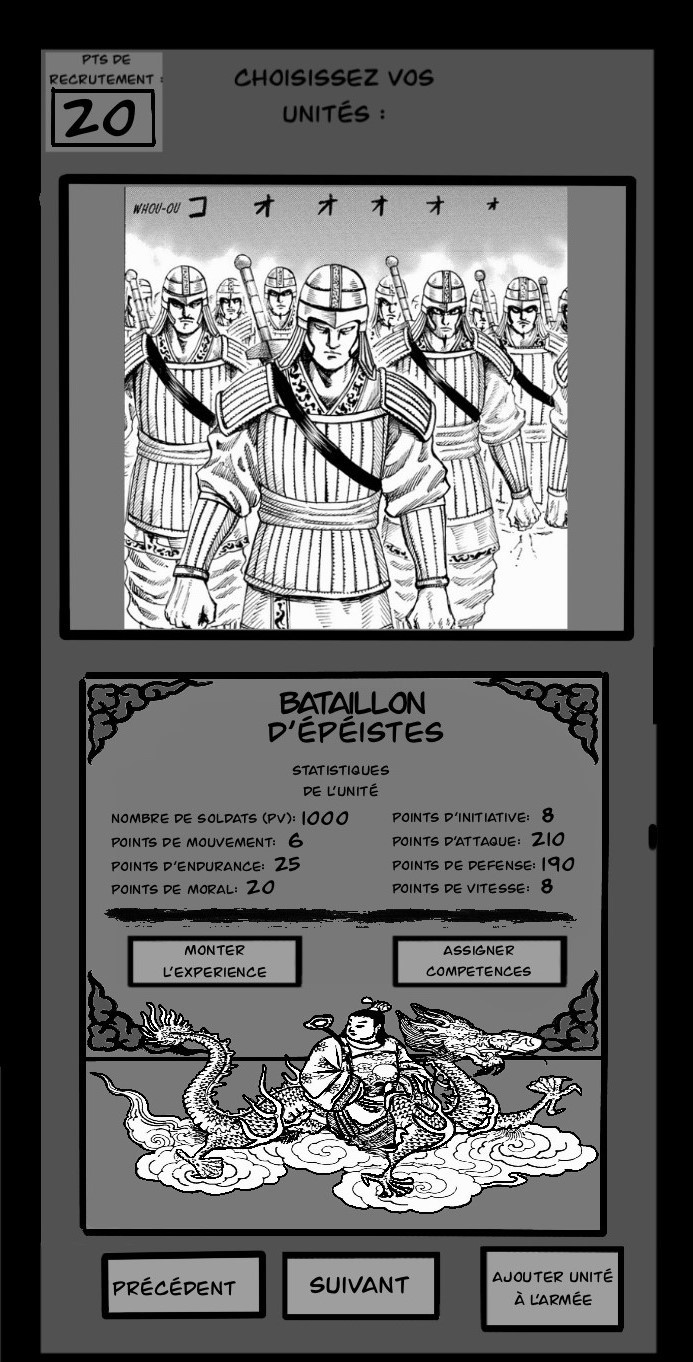 PTS DE
RECRUTEMENT :
20
CHOISISSEZ VOS
UNITÉS :
WHOU-OU コ オ オ オ オ オ
BATAILLON
D'ÉPÉISTES
STATISTIQUES
DE L'UNITÉ
NOMBRE DE SOLDATS (PV): 1000
POINTS DE MOUVEMENT: 6
POINTS D'ENDURANCE: 25
POINTS DE MORAL: 20
POINTS D'INITIATIVE: 8
POINTS D'ATTAQUE: 210
POINTS DE DEFENSE: 190
POINTS DE VITESSE: 8
MONTER
L'EXPERIENCE
ASSIGNER
COMPETENCES
PRÉCÉDENT
SUIVANT
AJOUTER UNITÉ
À L'ARMÉE